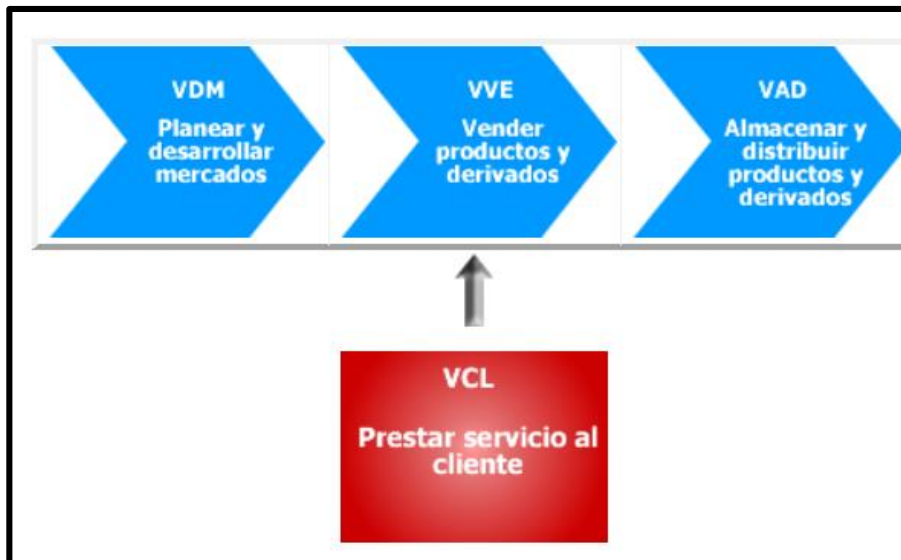 VDM
Planear y
desarrollar
mercados
VVE
Vender
productos y
derivados
VAD
Almacenar y
distribuir
productos y
derivados
VCL
Prestar servicio al
cliente